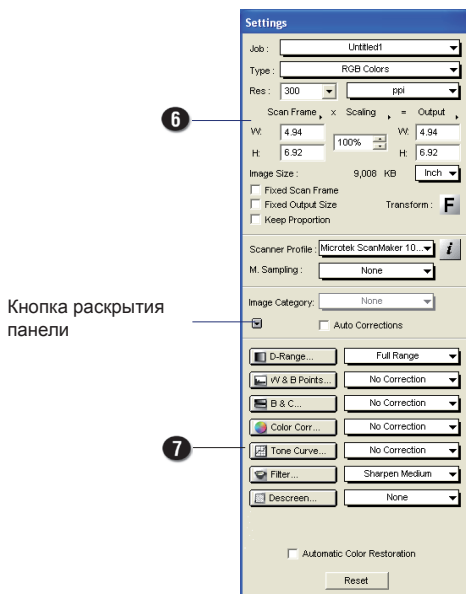 Settings
Job : Untitled1
Type : RGB Colors
Res : 300 ppi
Scan Frame x Scaling = Output
6
W: 4.94 100% W: 4.94
H: 6.92 H: 6.92
Image Size : 9,008 KB Inch
Fixed Scan Frame
Fixed Output Size Transform : F
Keep Proportion
Scanner Profile : Microtek ScanMaker 10... i
M. Sampling : None
Image Category: None
Кнопка раскрытия
панели
Auto Corrections
D-Range... Full Range
W & B Points... No Correction
B & C... No Correction
Color Corr... No Correction
7 Tone Curve... No Correction
Filter... Sharpen Medium
Descreen... None
Automatic Color Restoration
Reset